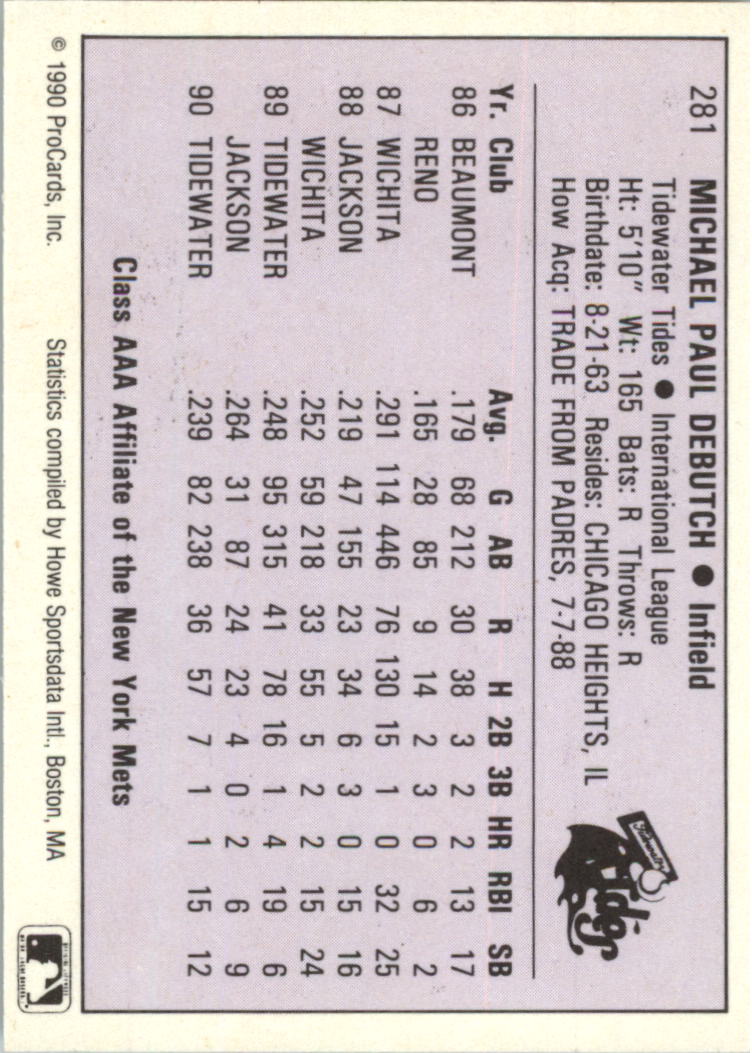 281 MICHAEL PAUL DEBUTCH ● Infield
Tidewater Tides ● International League
Ht: 5'10" Wt: 165 Bats: R Throws: R
Birthdate: 8-21-63 Resides: CHICAGO HEIGHTS, IL
How Acq: TRADE FROM PADRES, 7-7-88
Tidewater
Tides
Yr. Club Avg. G AB R H 2B 3B HR RBI SB
86 BEAUMONT .179 68 212 30 38 3 2 2 13 17
RENO .165 28 85 9 14 2 3 0 6 2
87 WICHITA .291 114 446 76 130 15 1 0 32 25
88 JACKSON .219 47 155 23 34 6 3 0 15 16
WICHITA .252 59 218 33 55 5 2 2 15 24
89 TIDEWATER .248 95 315 41 78 16 1 4 19 6
JACKSON .264 31 87 24 23 4 0 2 6 9
90 TIDEWATER .239 82 238 36 57 7 1 1 15 12
Class AAA Affiliate of the New York Mets
© 1990 ProCards, Inc. Statistics compiled by Howe Sportsdata Intl., Boston, MA